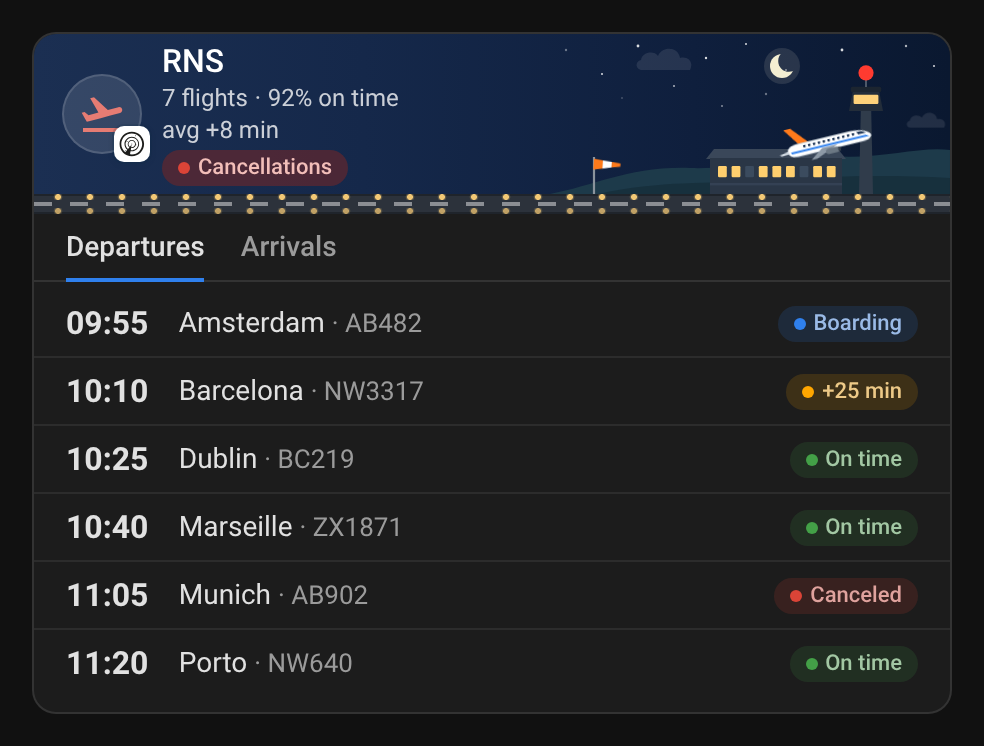 RNS
7 flights · 92% on time
avg +8 min
Cancellations
Departures Arrivals
09:55 Amsterdam · AB482 Boarding
10:10 Barcelona · NW3317 +25 min
10:25 Dublin · BC219 On time
10:40 Marseille · ZX1871 On time
11:05 Munich · AB902 Canceled
11:20 Porto · NW640 On time